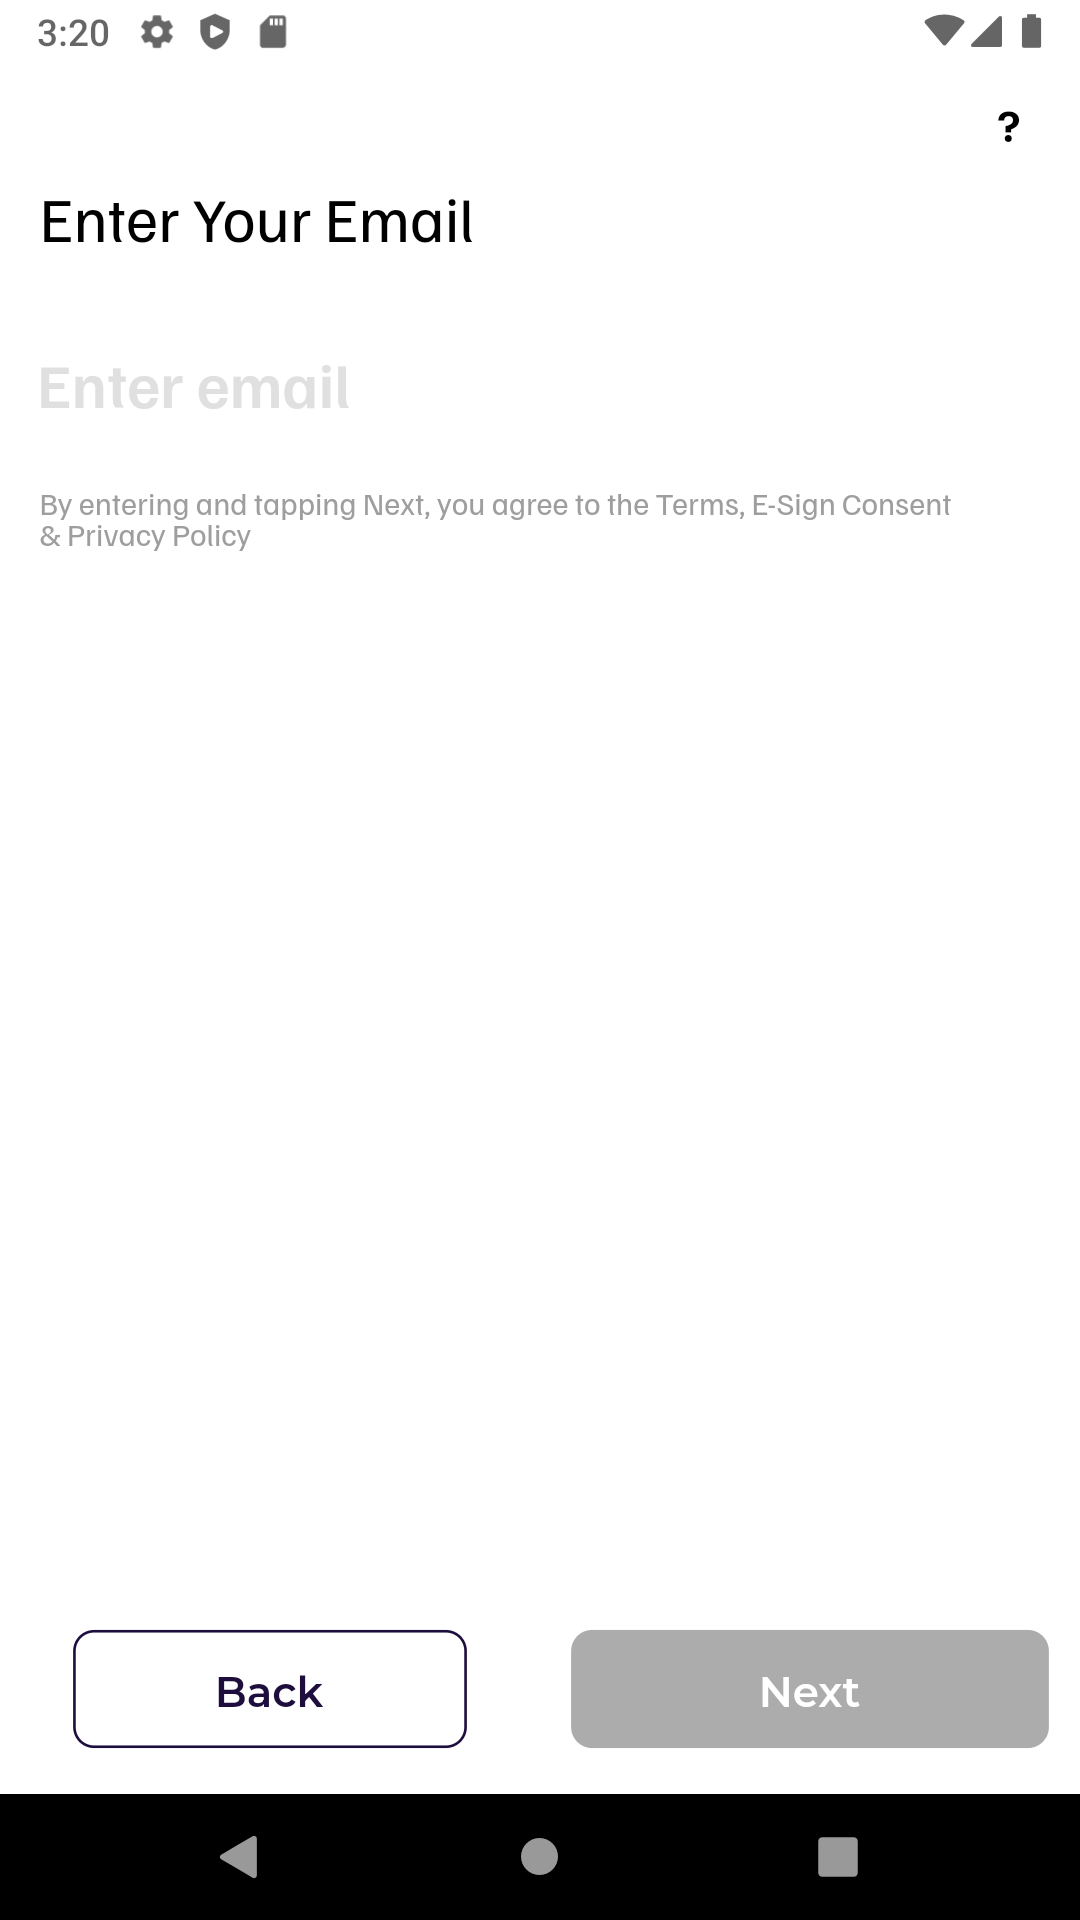 3:20
?
Enter Your Email
Enter email
By entering and tapping Next, you agree to the Terms, E-Sign Consent
& Privacy Policy
Back
Next